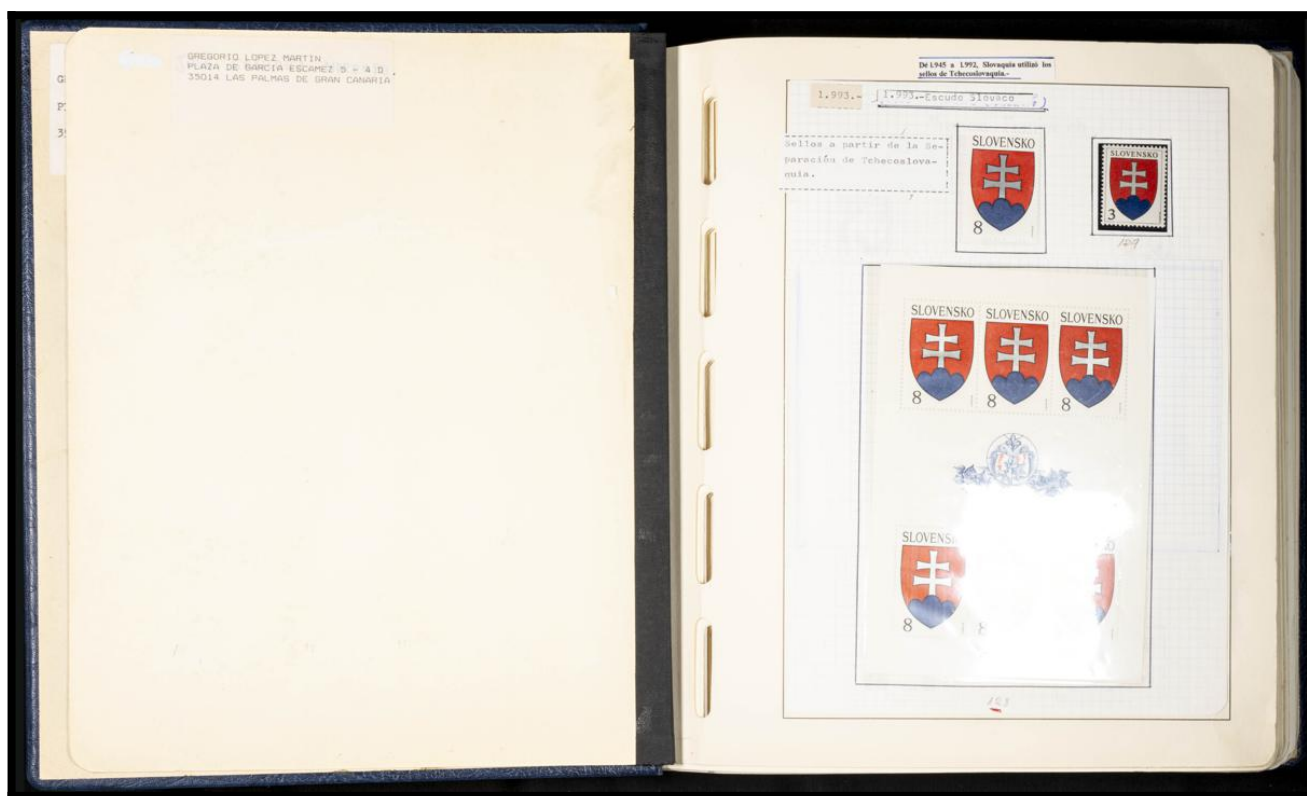 GREGORIO LOPEZ MARTIN
PLAZA DE GARCIA ESCAMEZ 5 - 4 D
35014 LAS PALMAS DE GRAN CANARIA
De 1.945 a 1.992, Slovaquia utilizó los
sellos de Tchecoslovaquia.-
1.993.-
1.993.-Escudo Slovaco
Sellos a partir de la Se-
paración de Tchecoslova-
quia.
SLOVENSKO
8
SLOVENSKO
3
129
SLOVENSKO SLOVENSKO SLOVENSKO
8 8 8
SLOVENS
8